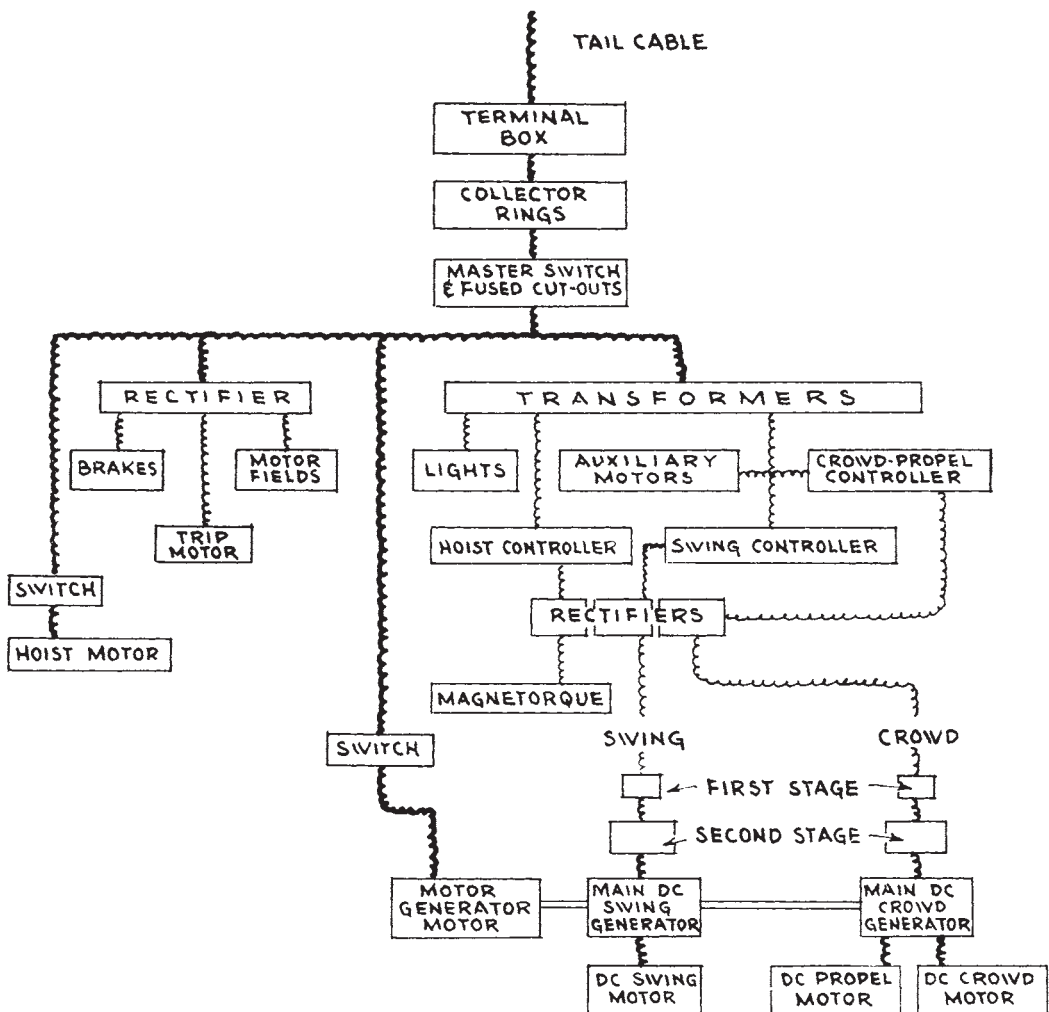 TAIL CABLE
TERMINAL
BOX
COLLECTOR
RINGS
MASTER SWITCH
& FUSED CUT-OUTS
RECTIFIER
TRANSFORMERS
BRAKES
MOTOR
FIELDS
LIGHTS
AUXILIARY
MOTORS
CROWD-PROPEL
CONTROLLER
TRIP
MOTOR
HOIST CONTROLLER
SWING CONTROLLER
SWITCH
RECTIFIERS
HOIST MOTOR
MAGNETORQUE
SWITCH
SWING
CROWD
FIRST STAGE
SECOND STAGE
MOTOR
GENERATOR
MOTOR
MAIN DC
SWING
GENERATOR
MAIN DC
CROWD
GENERATOR
DC SWING
MOTOR
DC PROPEL
MOTOR
DC CROWD
MOTOR